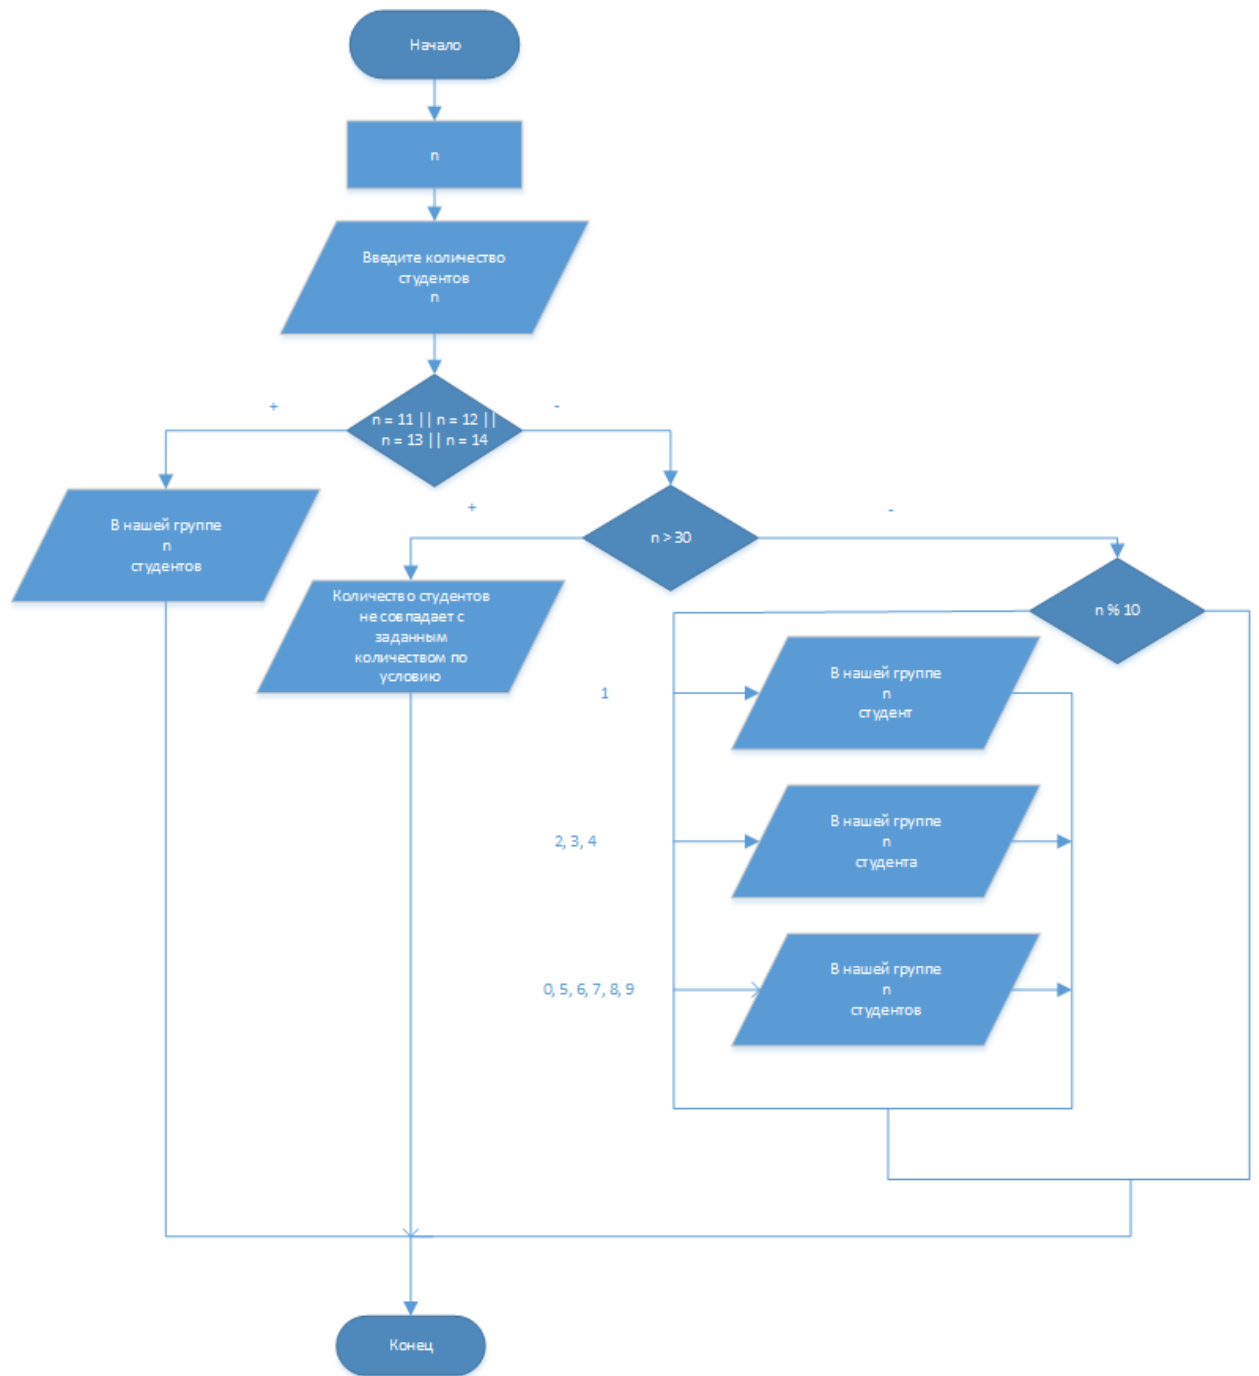 Начало
n
Введите количество
студентов
n
+
-
n = 11 || n = 12 ||
n = 13 || n = 14
В нашей группе
n
студентов
+
-
n > 30
Количество студентов
не совпадает с
заданным
количеством по
условию
n % 10
1
В нашей группе
n
студент
2, 3, 4
В нашей группе
n
студента
0, 5, 6, 7, 8, 9
В нашей группе
n
студентов
Конец